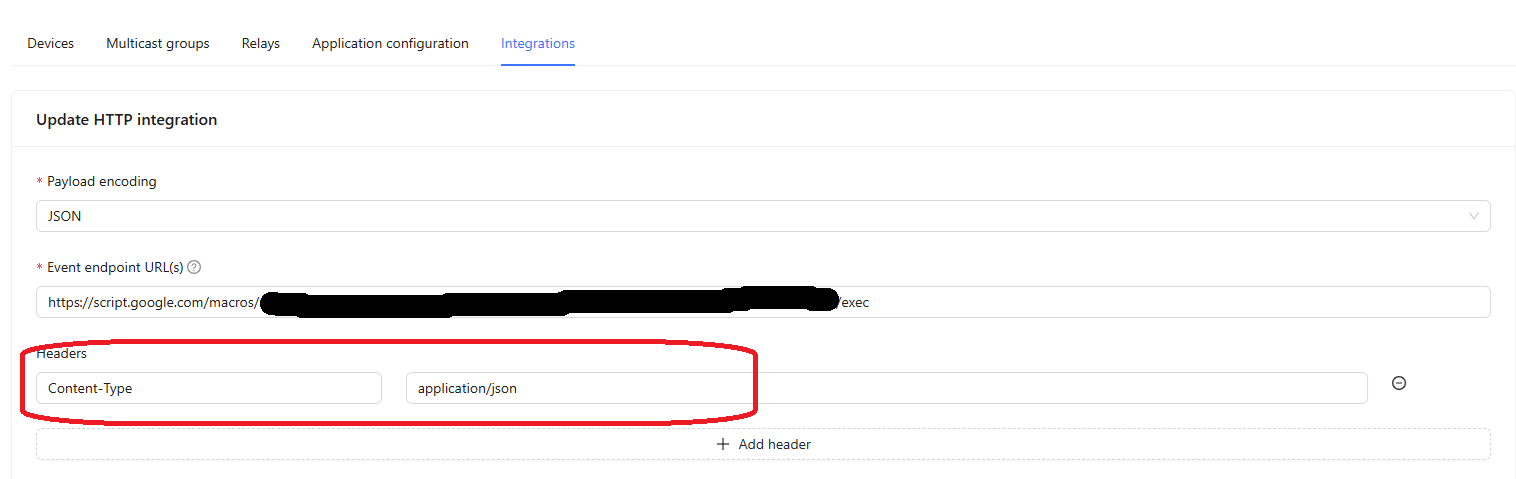 Devices Multicast groups Relays Application configuration Integrations
Update HTTP integration
* Payload encoding
JSON
* Event endpoint URL(s) ?
https://script.google.com/macros/ /exec
Headers
Content-Type application/json
+ Add header